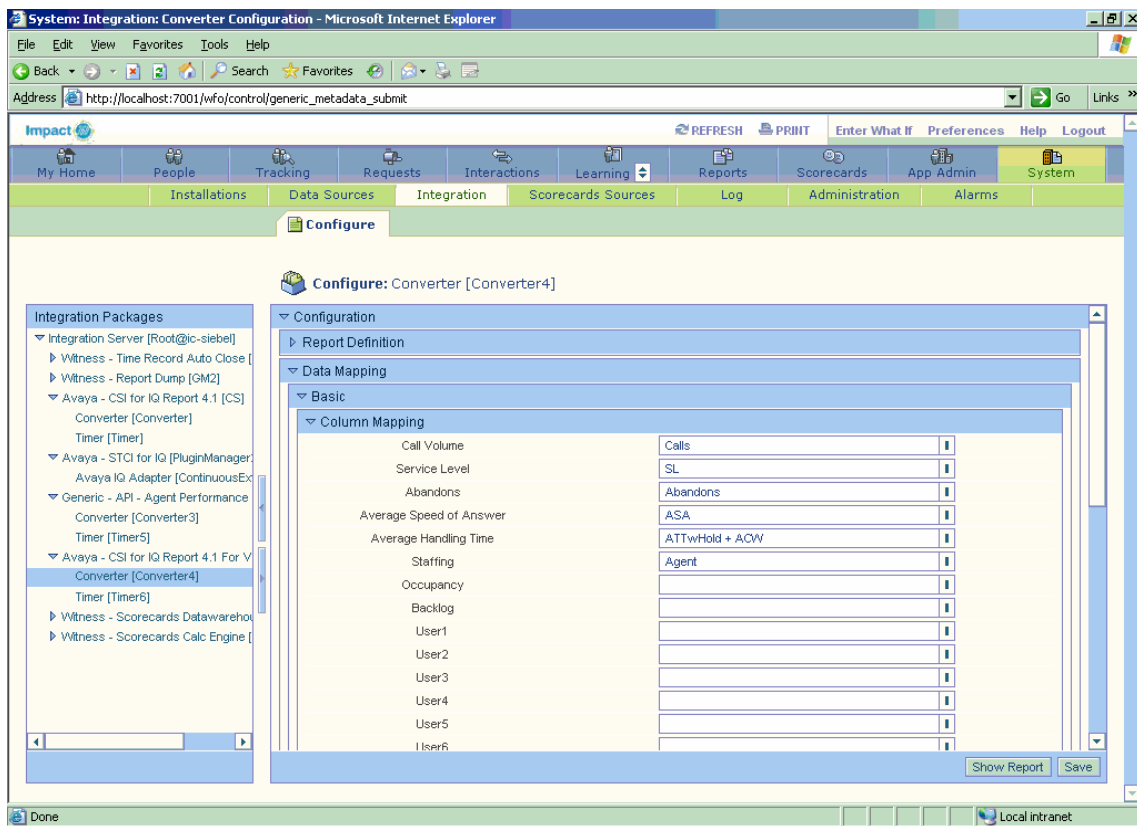 System: Integration: Converter Configuration - Microsoft Internet Explorer
File Edit View Favorites Tools Help
Back Search Favorites
Address http://localhost:7001/wfo/control/generic_metadata_submit Go Links »
Impact REFRESH PRINT Enter What If Preferences Help Logout
My Home People Tracking Requests Interactions Learning Reports Scorecards App Admin System
Installations Data Sources Integration Scorecards Sources Log Administration Alarms
Configure
Configure: Converter [Converter4]
Integration Packages
Integration Server [Root@ic-siebel]
Witness - Time Record Auto Close [
Witness - Report Dump [GM2]
Avaya - CSI for IQ Report 4.1 [CS]
Converter [Converter]
Timer [Timer]
Avaya - STCI for IQ [PluginManager
Avaya IQ Adapter [ContinuousEx
Generic - API - Agent Performance
Converter [Converter3]
Timer [Timer5]
Avaya - CSI for IQ Report 4.1 For V
Converter [Converter4]
Timer [Timer6]
Witness - Scorecards Datawarehou
Witness - Scorecards Calc Engine [
Configuration
Report Definition
Data Mapping
Basic
Column Mapping
Call Volume Calls
Service Level SL
Abandons Abandons
Average Speed of Answer ASA
Average Handling Time ATTwHold + ACW
Staffing Agent
Occupancy
Backlog
User1
User2
User3
User4
User5
User6
Show Report Save
Done Local intranet